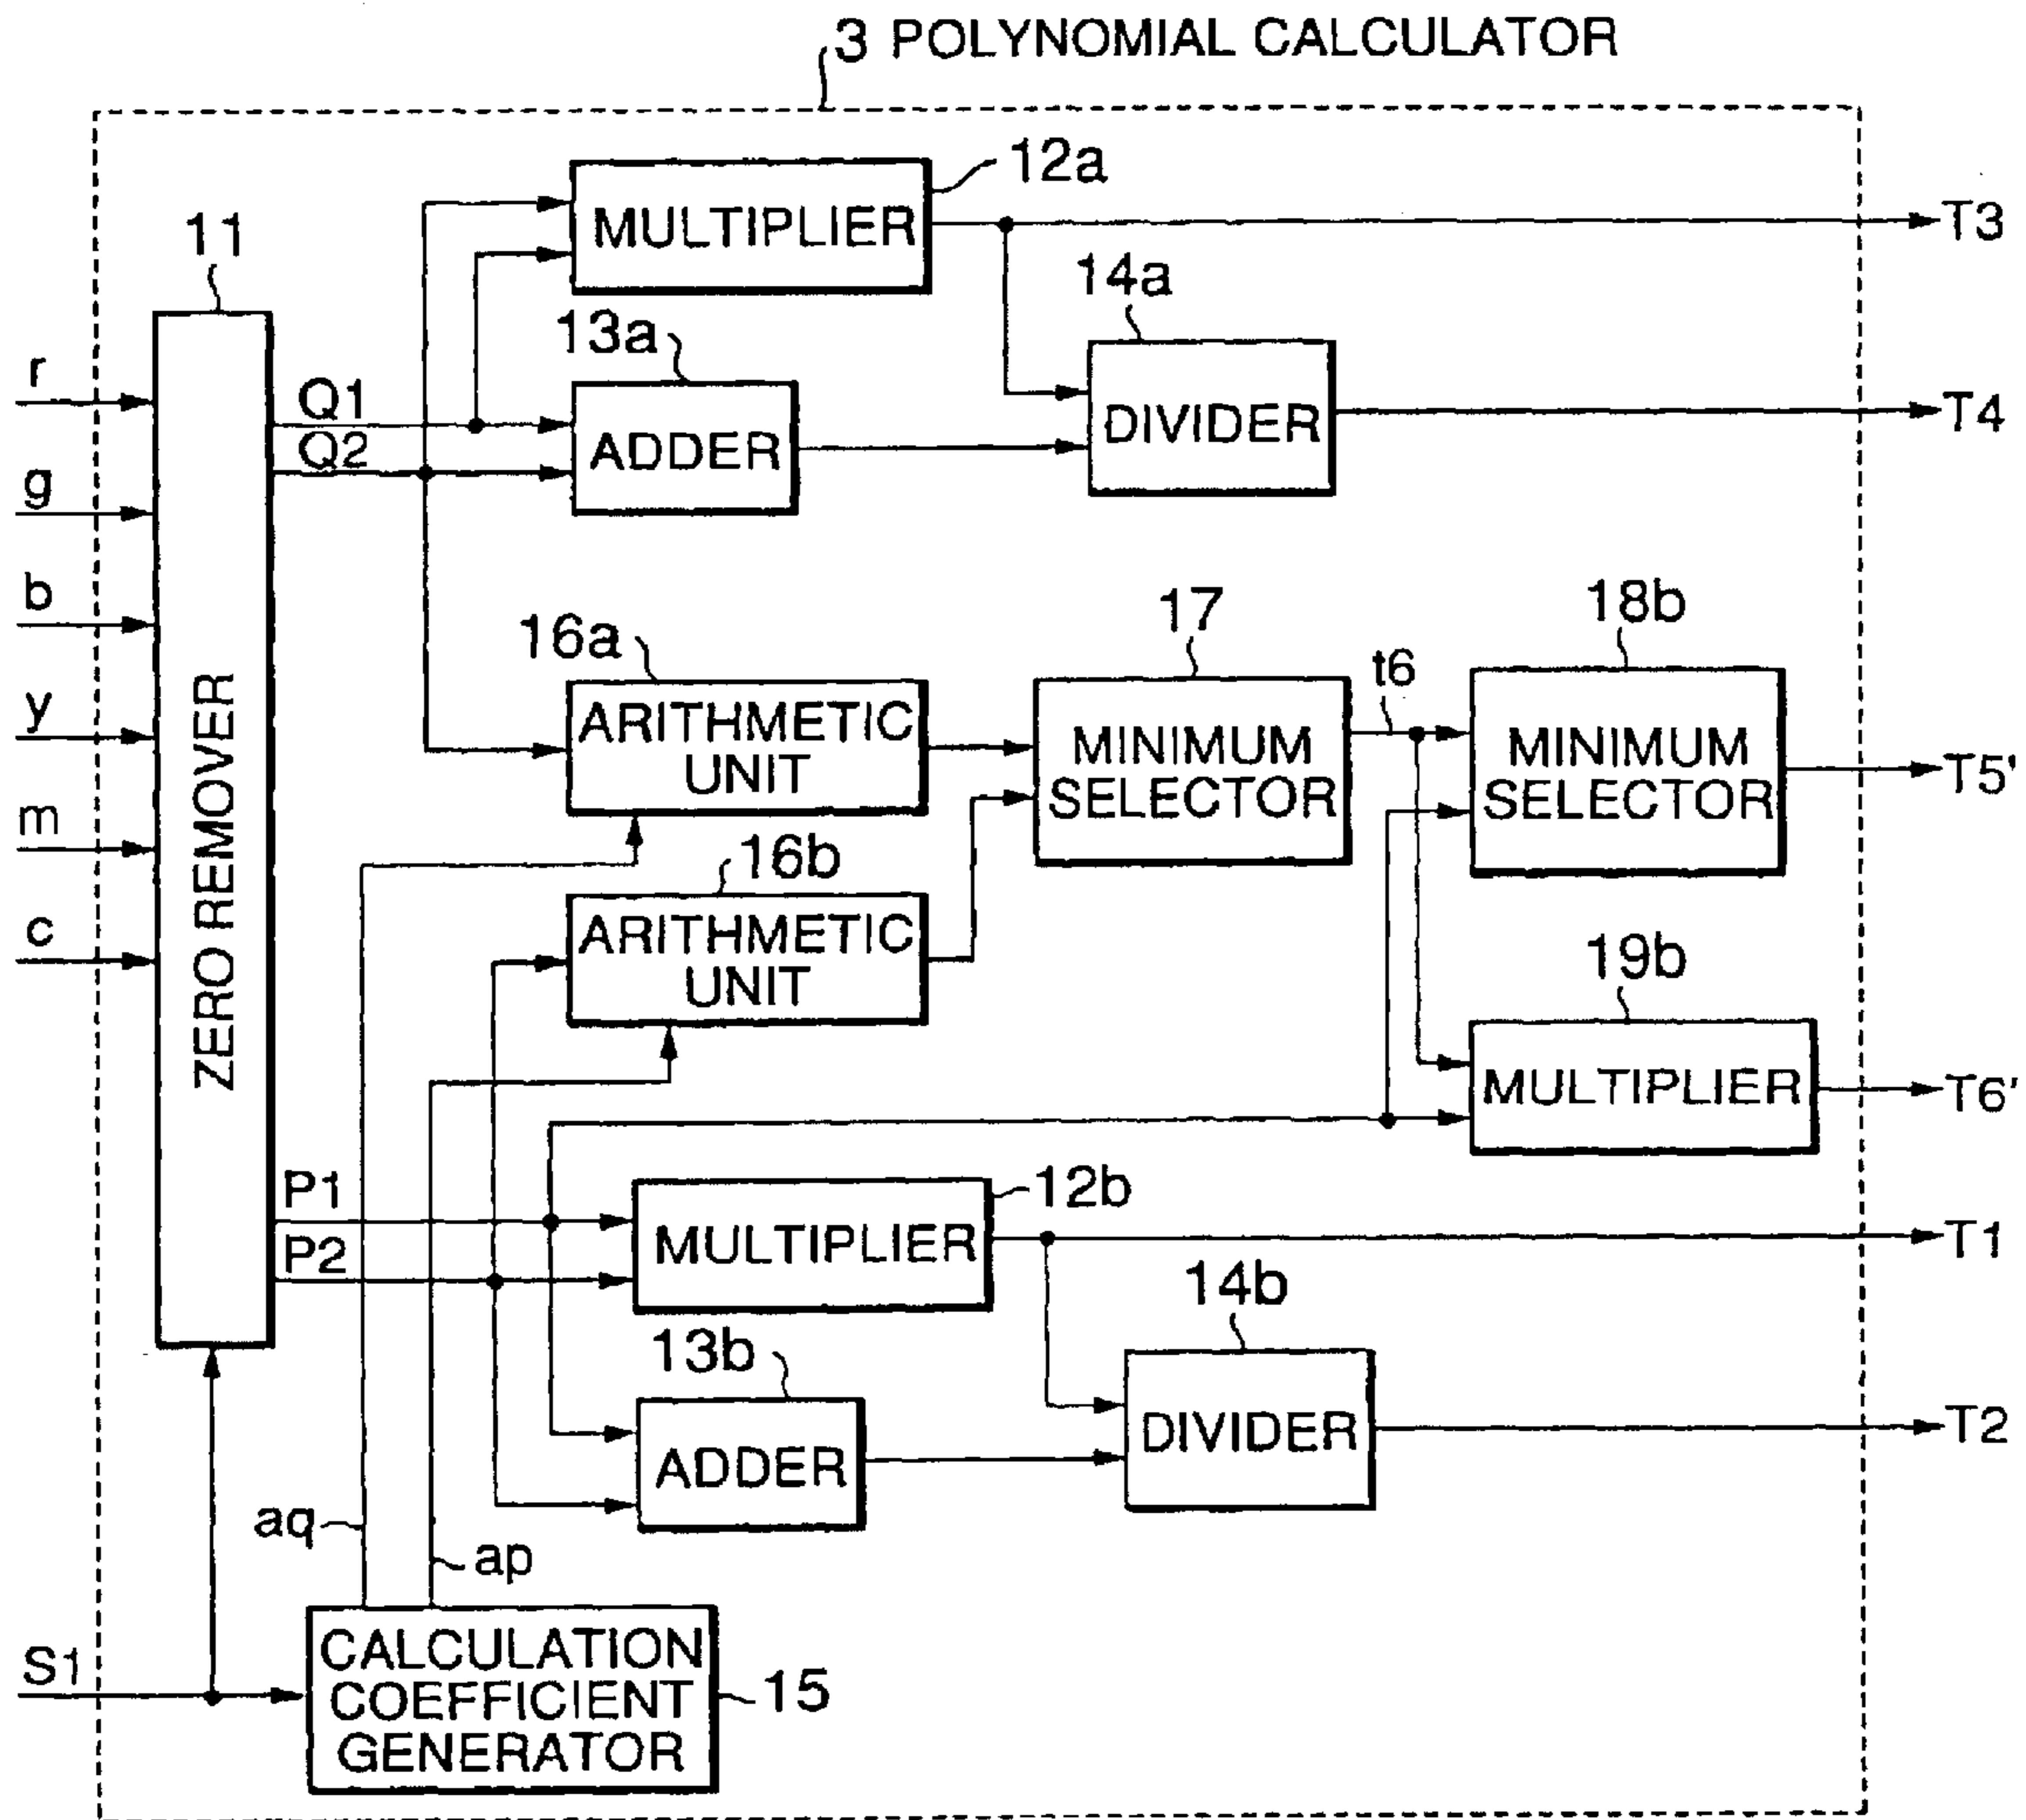 3 POLYNOMIAL CALCULATOR
12a
MULTIPLIER
T3
11
14a
13a
r
Q1
DIVIDER
T4
Q2
ADDER
g
b
18b
17
16a
t6
y
ARITHMETIC
UNIT
MINIMUM
SELECTOR
MINIMUM
SELECTOR
T5'
ZERO REMOVER
m
16b
c
ARITHMETIC
UNIT
19b
MULTIPLIER
T6'
P1
12b
MULTIPLIER
T1
P2
14b
13b
DIVIDER
T2
ADDER
aq
ap
S1
CALCULATION
COEFFICIENT
GENERATOR
15